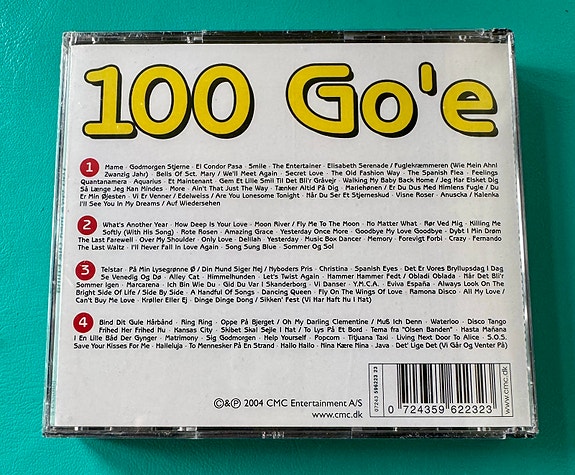 100 Go'e
1 Mame · Godmorgen Stjerne · El Condor Pasa · Smile · The Entertainer · Elisabeth Serenade / Fuglekræmmeren (Wie Mein Ahnl
Zwanzig Jahr) · Bells Of Sct. Mary / We'll Meet Again · Secret Love · The Old Fashion Way · The Spanish Flea · Feelings
Quantanamera · Aquarius · Et Maintenant · Gem Et Lille Smil Til Det Bli'r Gråvejr · Walking My Baby Back Home / Jeg Har Elsket Dig
Så Længe Jeg Kan Mindes · More · Ain't That Just The Way · Tænker Altid På Dig · Mariehønen / Er Du Dus Med Himlens Fugle / Du
Er Min Øjesten · Vi Er Venner / Edelweiss / Are You Lonesome Tonight · Når Du Ser Et Stjerneskud · Visne Roser · Anuscka / Kalenka
I'll See You In My Dreams / Auf Wiedersehen
2 What's Another Year · How Deep Is Your Love · Moon River / Fly Me To The Moon · No Matter What · Rør Ved Mig · Killing Me
Softly (With His Song) · Rote Rosen · Amazing Grace · Yesterday Once More · Goodbye My Love Goodbye · Dybt I Min Drøm
The Last Farewell · Over My Shoulder · Only Love · Delilah · Yesterday · Music Box Dancer · Memory · Forevigt Forbi · Crazy · Fernando
The Last Waltz · I'll Never Fall In Love Again · Song Sung Blue · Sommer Og Sol
3 Telstar · På Min Lysegrønne Ø / Din Mund Siger Nej / Nyboders Pris · Christina · Spanish Eyes · Det Er Vores Bryllupsdag I Dag
Se Venedig Og Dø · Alley Cat · Himmelhunden · Let's Twist Again · Hammer Hammer Fedt / Obladi Oblada · Når Det Bli'r
Sommer Igen · Marcarena · Ich Bin Wie Du · Gid Du Var I Skanderborg · Vi Danser · Y.M.C.A. · Eviva España · Always Look On The
Bright Side Of Life / Side By Side · A Handful Of Songs · Dancing Queen · Fly On The Wings Of Love · Ramona Disco · All My Love /
Can't Buy Me Love · Krøller Eller Ej · Dinge Dinge Dong / Sikken' Fest (Vi Har Haft Nu I Nat)
4 Bind Dit Gule Hårbånd · Ring Ring · Oppe På Bjerget / Oh My Darling Clementine / Muß Ich Denn · Waterloo · Disco Tango
Frihed Her Frihed Nu · Kansas City · Skibet Skal Sejle I Nat / To Lys På Et Bord · Tema fra "Olsen Banden" · Hasta Mañana
I En Lille Båd Der Gynger · Matrimony · Sig Godmorgen · Help Yourself · Popcorn · Titjuana Taxi · Living Next Door To Alice · S.O.S.
Save Your Kisses For Me · Halleluja · To Mennesker På En Strand · Hallo Hallo · Nina Kære Nina · Java · Det' Lige Det (Vi Går Og Venter På)
©&℗ 2004 CMC Entertainment A/S
www.cmc.dk
07243 596223 23
0 724359 622323
www.cmc.dk